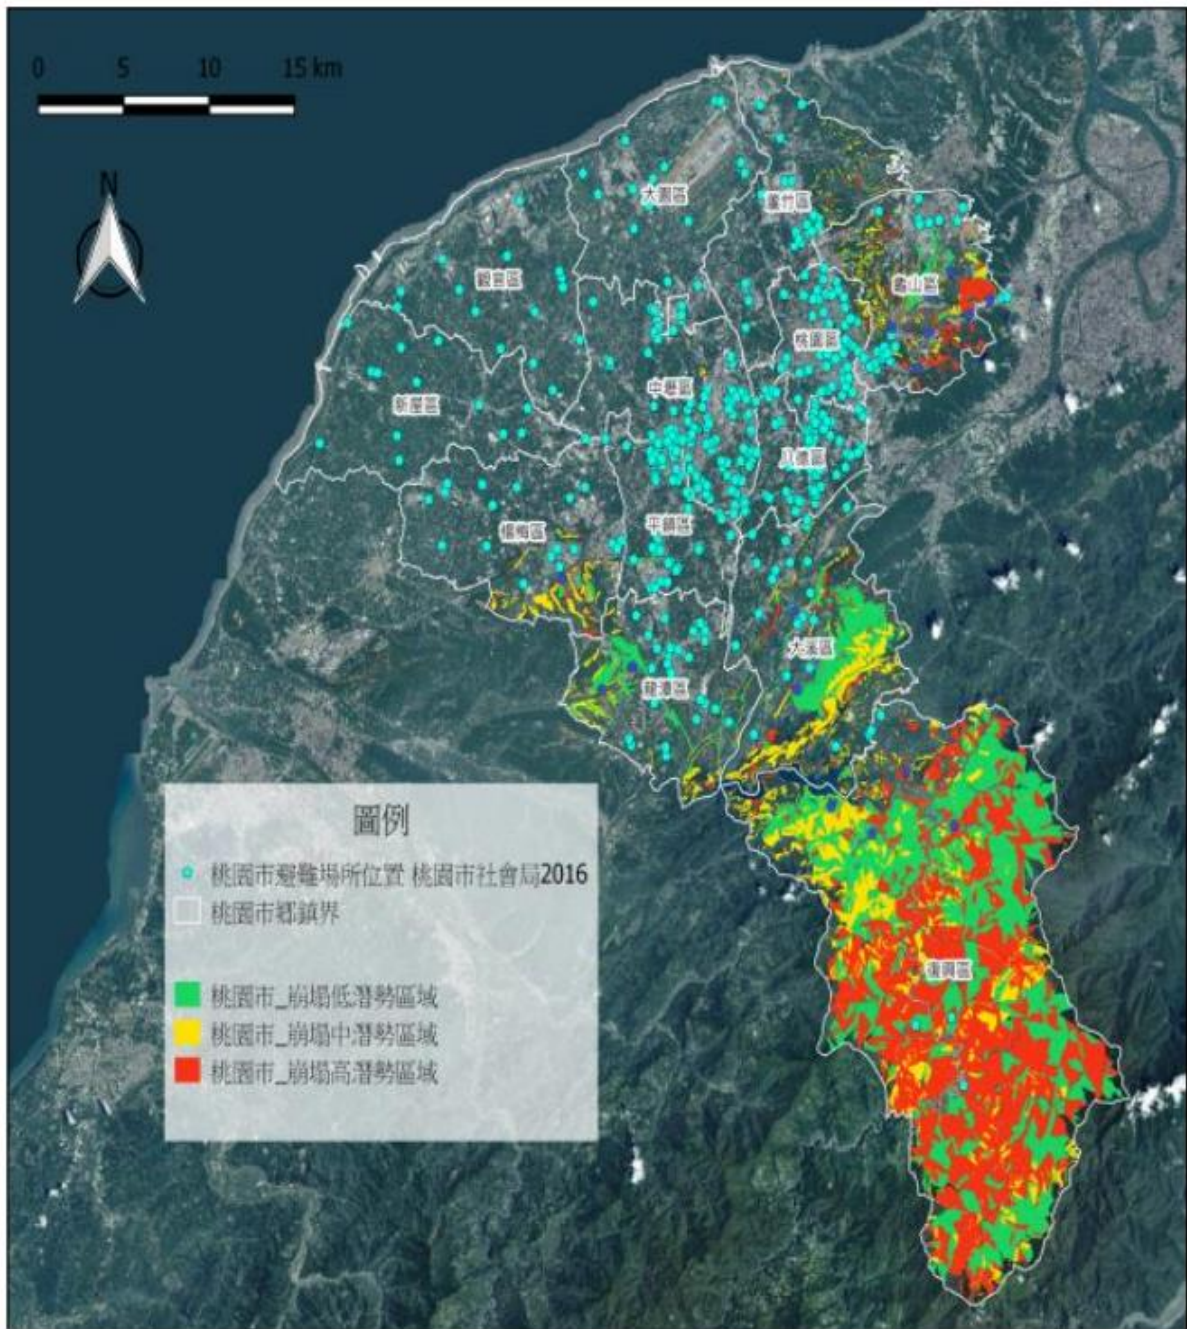 0 5 10 15 km
N
大園區
蘆竹區
龜山區
觀音區
桃園區
中壢區
新屋區
八德區
平鎮區
楊梅區
大溪區
龍潭區
復興區
圖例
桃園市避難場所位置 桃園市社會局2016
桃園市鄉鎮界
桃園市_崩塌低潛勢區域
桃園市_崩塌中潛勢區域
桃園市_崩塌高潛勢區域